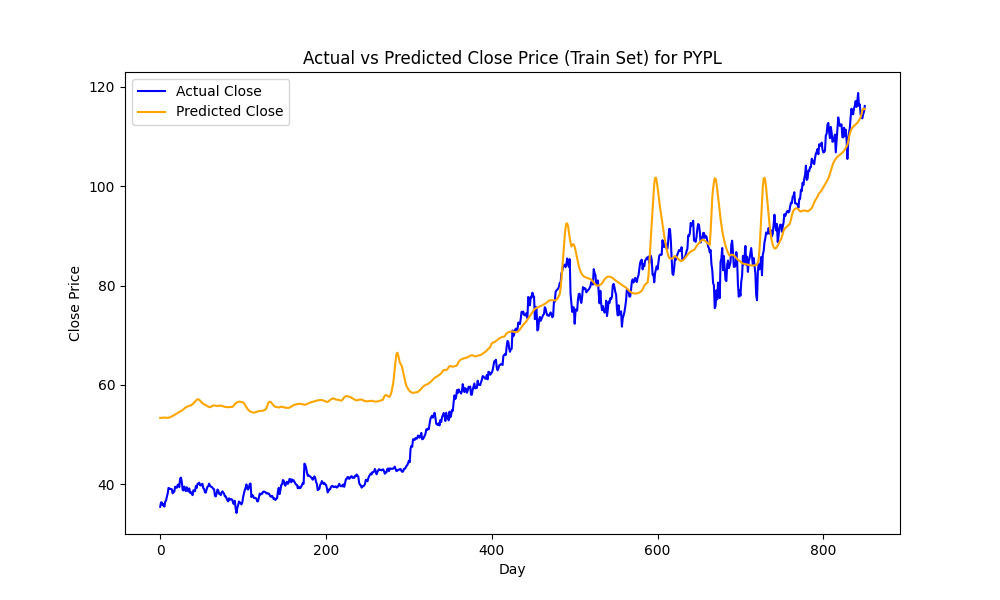 Actual vs Predicted Close Price (Train Set) for PYPL
Actual Close
Predicted Close
120
100
80
60
40
Close Price
0 200 400 600 800
Day